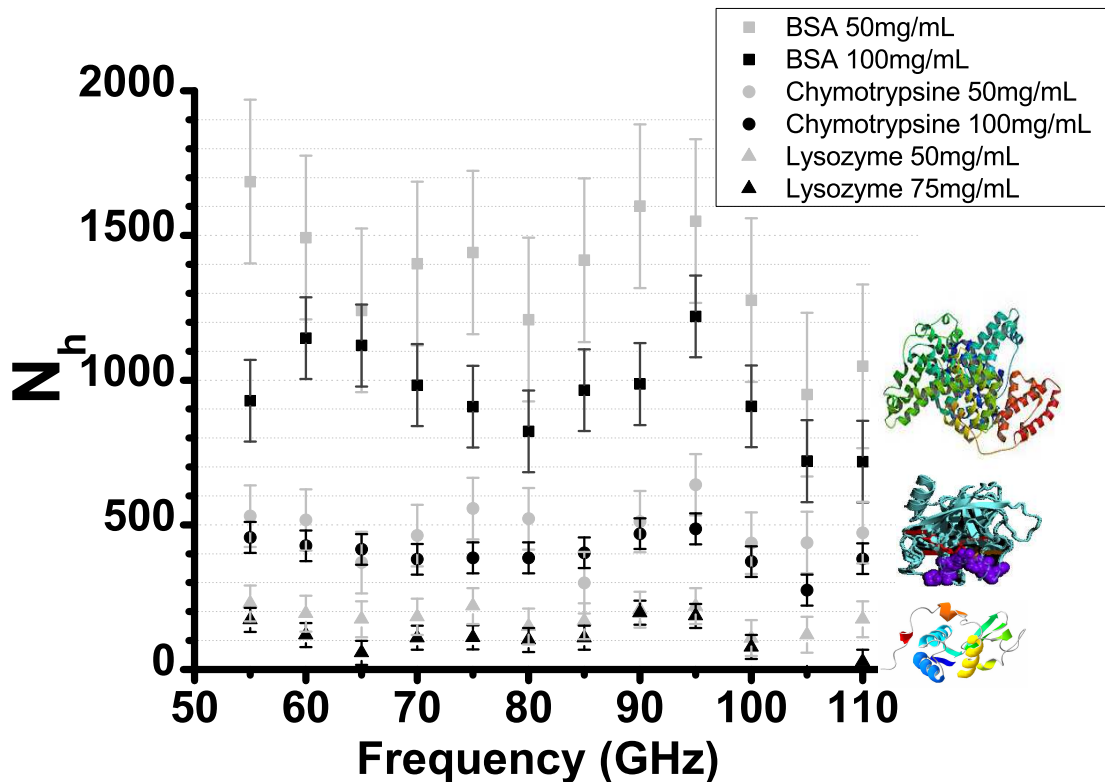 BSA 50mg/mL
BSA 100mg/mL
Chymotrypsine 50mg/mL
Chymotrypsine 100mg/mL
Lysozyme 50mg/mL
Lysozyme 75mg/mL
2000
1500
1000
500
0
N_h
50 60 70 80 90 100 110
Frequency (GHz)